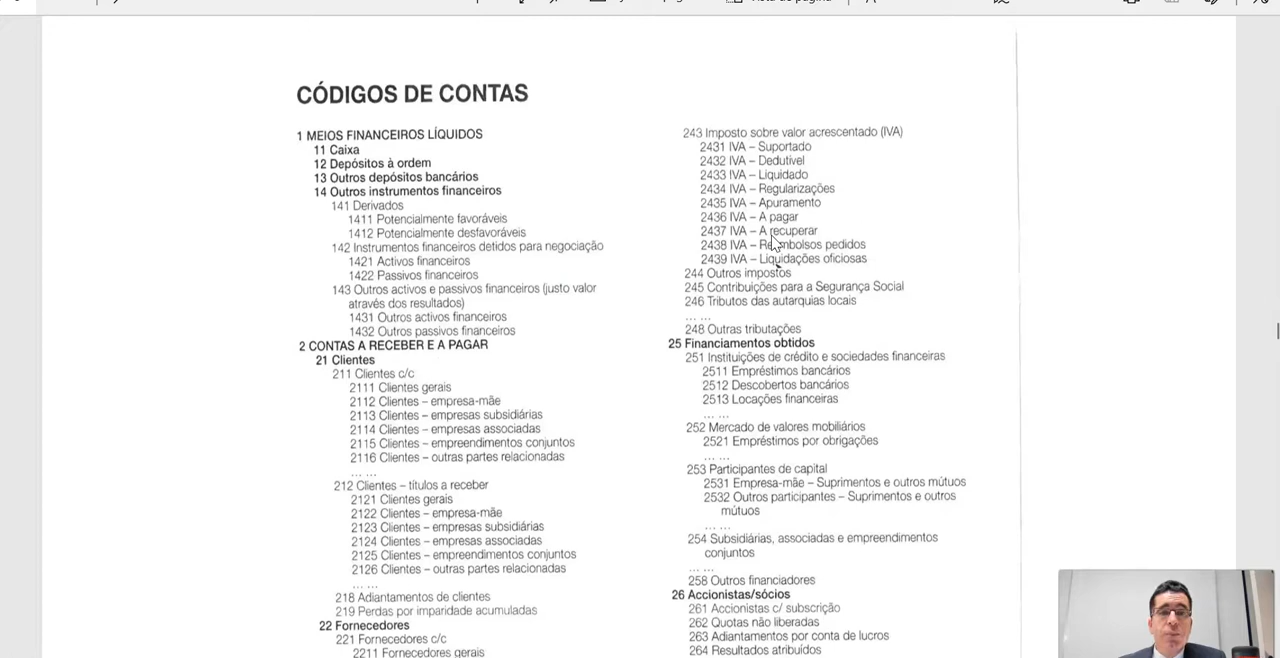 CÓDIGOS DE CONTAS
1 MEIOS FINANCEIROS LÍQUIDOS
11 Caixa
12 Depósitos à ordem
13 Outros depósitos bancários
14 Outros instrumentos financeiros
141 Derivados
1411 Potencialmente favoráveis
1412 Potencialmente desfavoráveis
142 Instrumentos financeiros detidos para negociação
1421 Activos financeiros
1422 Passivos financeiros
143 Outros activos e passivos financeiros (justo valor
através dos resultados)
1431 Outros activos financeiros
1432 Outros passivos financeiros
2 CONTAS A RECEBER E A PAGAR
21 Clientes
211 Clientes c/c
2111 Clientes gerais
2112 Clientes – empresa-mãe
2113 Clientes – empresas subsidiárias
2114 Clientes – empresas associadas
2115 Clientes – empreendimentos conjuntos
2116 Clientes – outras partes relacionadas
... ...
212 Clientes – títulos a receber
2121 Clientes gerais
2122 Clientes – empresa-mãe
2123 Clientes – empresas subsidiárias
2124 Clientes – empresas associadas
2125 Clientes – empreendimentos conjuntos
2126 Clientes – outras partes relacionadas
... ...
218 Adiantamentos de clientes
219 Perdas por imparidade acumuladas
22 Fornecedores
221 Fornecedores c/c
2211 Fornecedores gerais
243 Imposto sobre valor acrescentado (IVA)
2431 IVA – Suportado
2432 IVA – Dedutível
2433 IVA – Liquidado
2434 IVA – Regularizações
2435 IVA – Apuramento
2436 IVA – A pagar
2437 IVA – A recuperar
2438 IVA – Reembolsos pedidos
2439 IVA – Liquidações oficiosas
244 Outros impostos
245 Contribuições para a Segurança Social
246 Tributos das autarquias locais
... ...
248 Outras tributações
25 Financiamentos obtidos
251 Instituições de crédito e sociedades financeiras
2511 Empréstimos bancários
2512 Descobertos bancários
2513 Locações financeiras
... ...
252 Mercado de valores mobiliários
2521 Empréstimos por obrigações
... ...
253 Participantes de capital
2531 Empresa-mãe – Suprimentos e outros mútuos
2532 Outros participantes – Suprimentos e outros
mútuos
... ...
254 Subsidiárias, associadas e empreendimentos
conjuntos
... ...
258 Outros financiadores
26 Accionistas/sócios
261 Accionistas c/ subscrição
262 Quotas não liberadas
263 Adiantamentos por conta de lucros
264 Resultados atribuídos